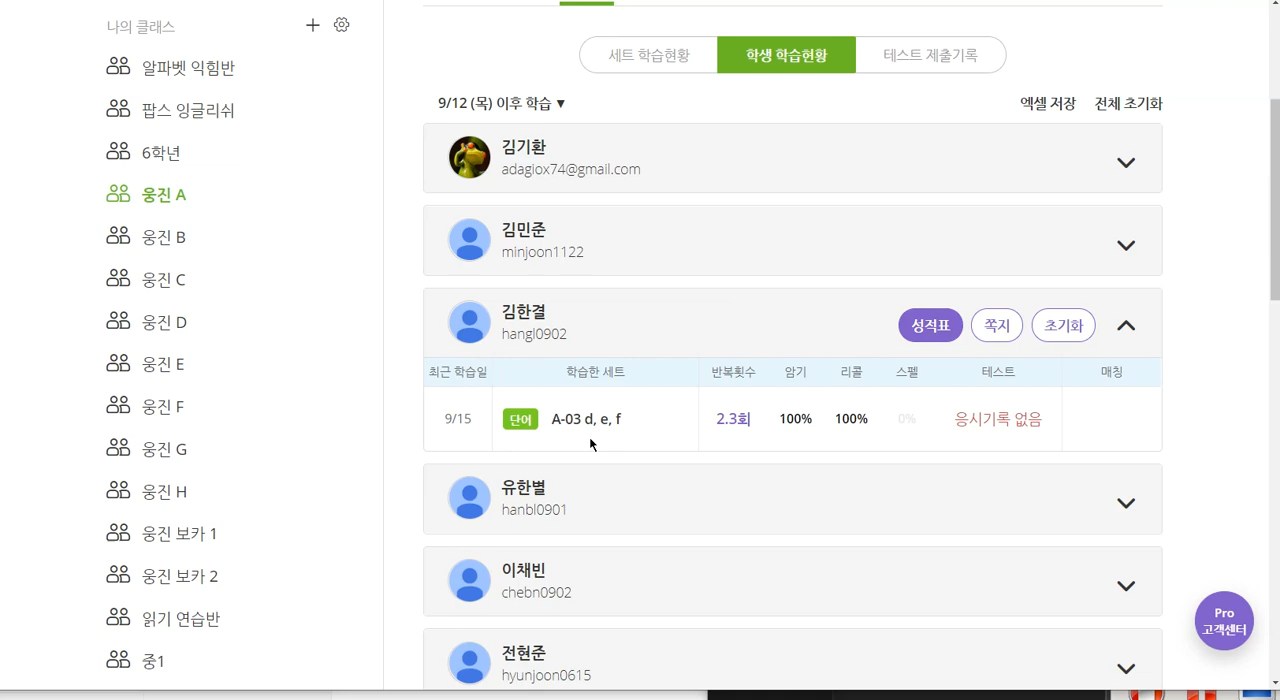 나의 클래스
알파벳 익힘반
팝스 잉글리쉬
6학년
웅진 A
웅진 B
웅진 C
웅진 D
웅진 E
웅진 F
웅진 G
웅진 H
웅진 보카 1
웅진 보카 2
읽기 연습반
중1
세트 학습현황 학생 학습현황 테스트 제출기록
9/12 (목) 이후 학습 ▼ 엑셀 저장 전체 초기화
김기환
adagiox74@gmail.com
김민준
minjoon1122
김한결
hangl0902
성적표 쪽지 초기화
최근 학습일 학습한 세트 반복횟수 암기 리콜 스펠 테스트 매칭
9/15 단어 A-03 d, e, f 2.3회 100% 100% 0% 응시기록 없음
유한별
hanbl0901
이채빈
chebn0902
전현준
hyunjoon0615
Pro
고객센터